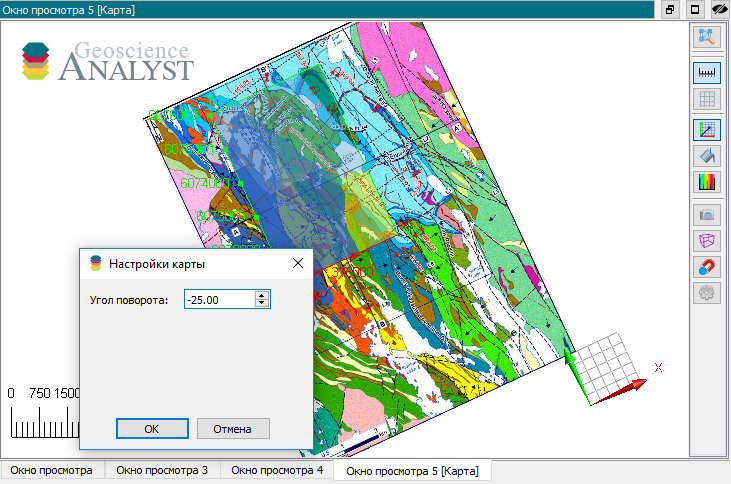 Окно просмотра 5 [Карта]
Geoscience
ANALYST
6074000
Настройки карты
Угол поворота:
-25.00
OK
Отмена
0 750 1500
X
Окно просмотра
Окно просмотра 3
Окно просмотра 4
Окно просмотра 5 [Карта]